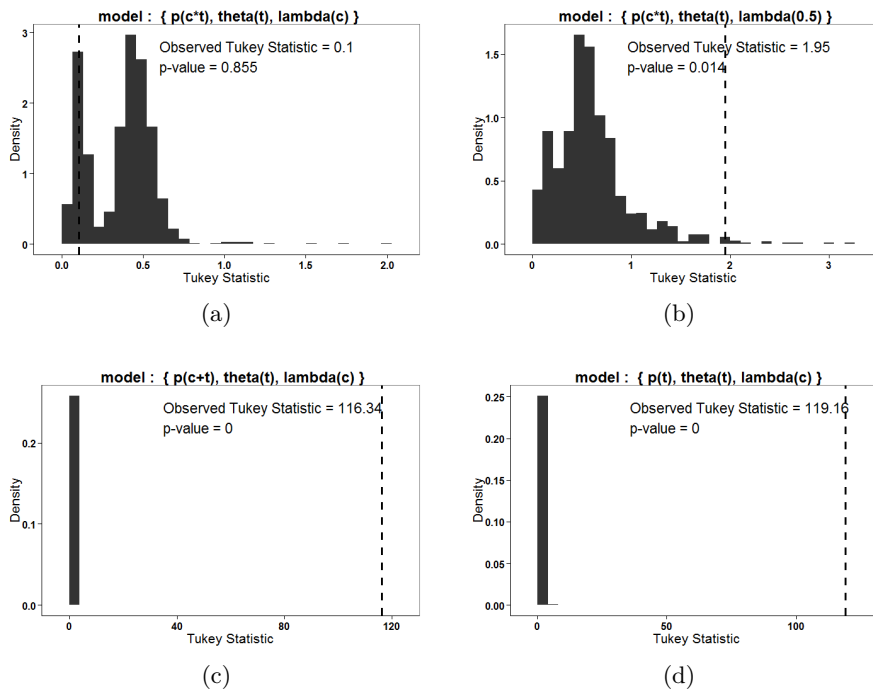 model : { p(c*t), theta(t), lambda(c) }
Observed Tukey Statistic = 0.1
p-value = 0.855
3
2
1
0
Density
0.0 0.5 1.0 1.5 2.0
Tukey Statistic
(a)
model : { p(c*t), theta(t), lambda(0.5) }
Observed Tukey Statistic = 1.95
p-value = 0.014
1.5
1.0
0.5
0.0
Density
0 1 2 3
Tukey Statistic
(b)
model : { p(c+t), theta(t), lambda(c) }
Observed Tukey Statistic = 116.34
p-value = 0
0.2
0.1
0.0
Density
0 40 80 120
Tukey Statistic
(c)
model : { p(t), theta(t), lambda(c) }
Observed Tukey Statistic = 119.16
p-value = 0
0.25
0.20
0.15
0.10
0.05
0.00
Density
0 50 100
Tukey Statistic
(d)